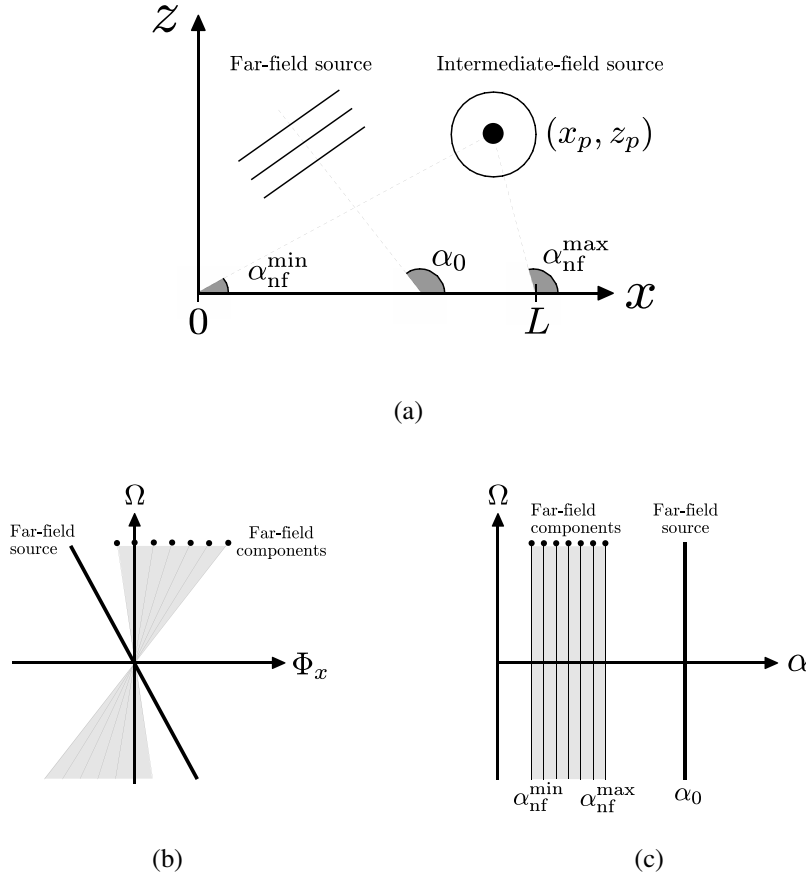 z
Far-field source
Intermediate-field source
(x_p, z_p)
α_nf^min
α_0
α_nf^max
x
0
L
(a)
Ω
Far-field
source
Far-field
components
Φ_x
(b)
Ω
Far-field
components
Far-field
source
α
α_nf^min
α_nf^max
α_0
(c)